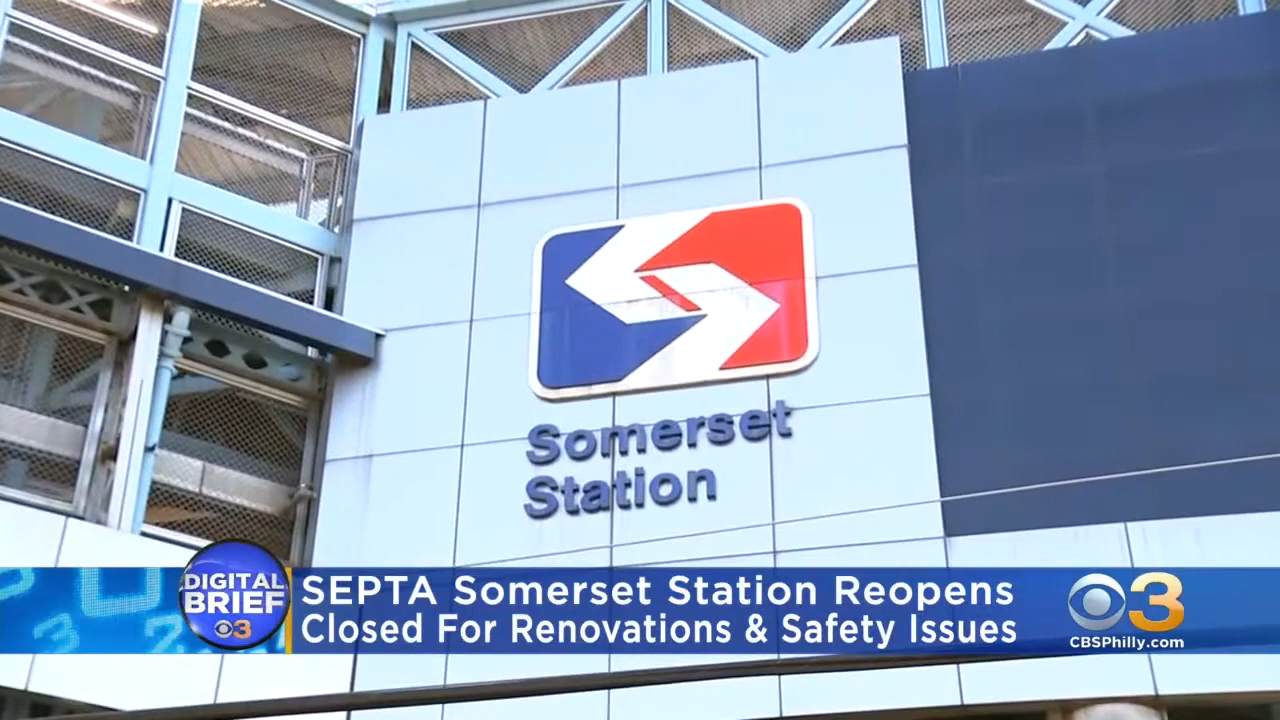 Somerset
Station
DIGITAL
BRIEF
3
SEPTA Somerset Station Reopens
Closed For Renovations & Safety Issues
3
CBSPhilly.com